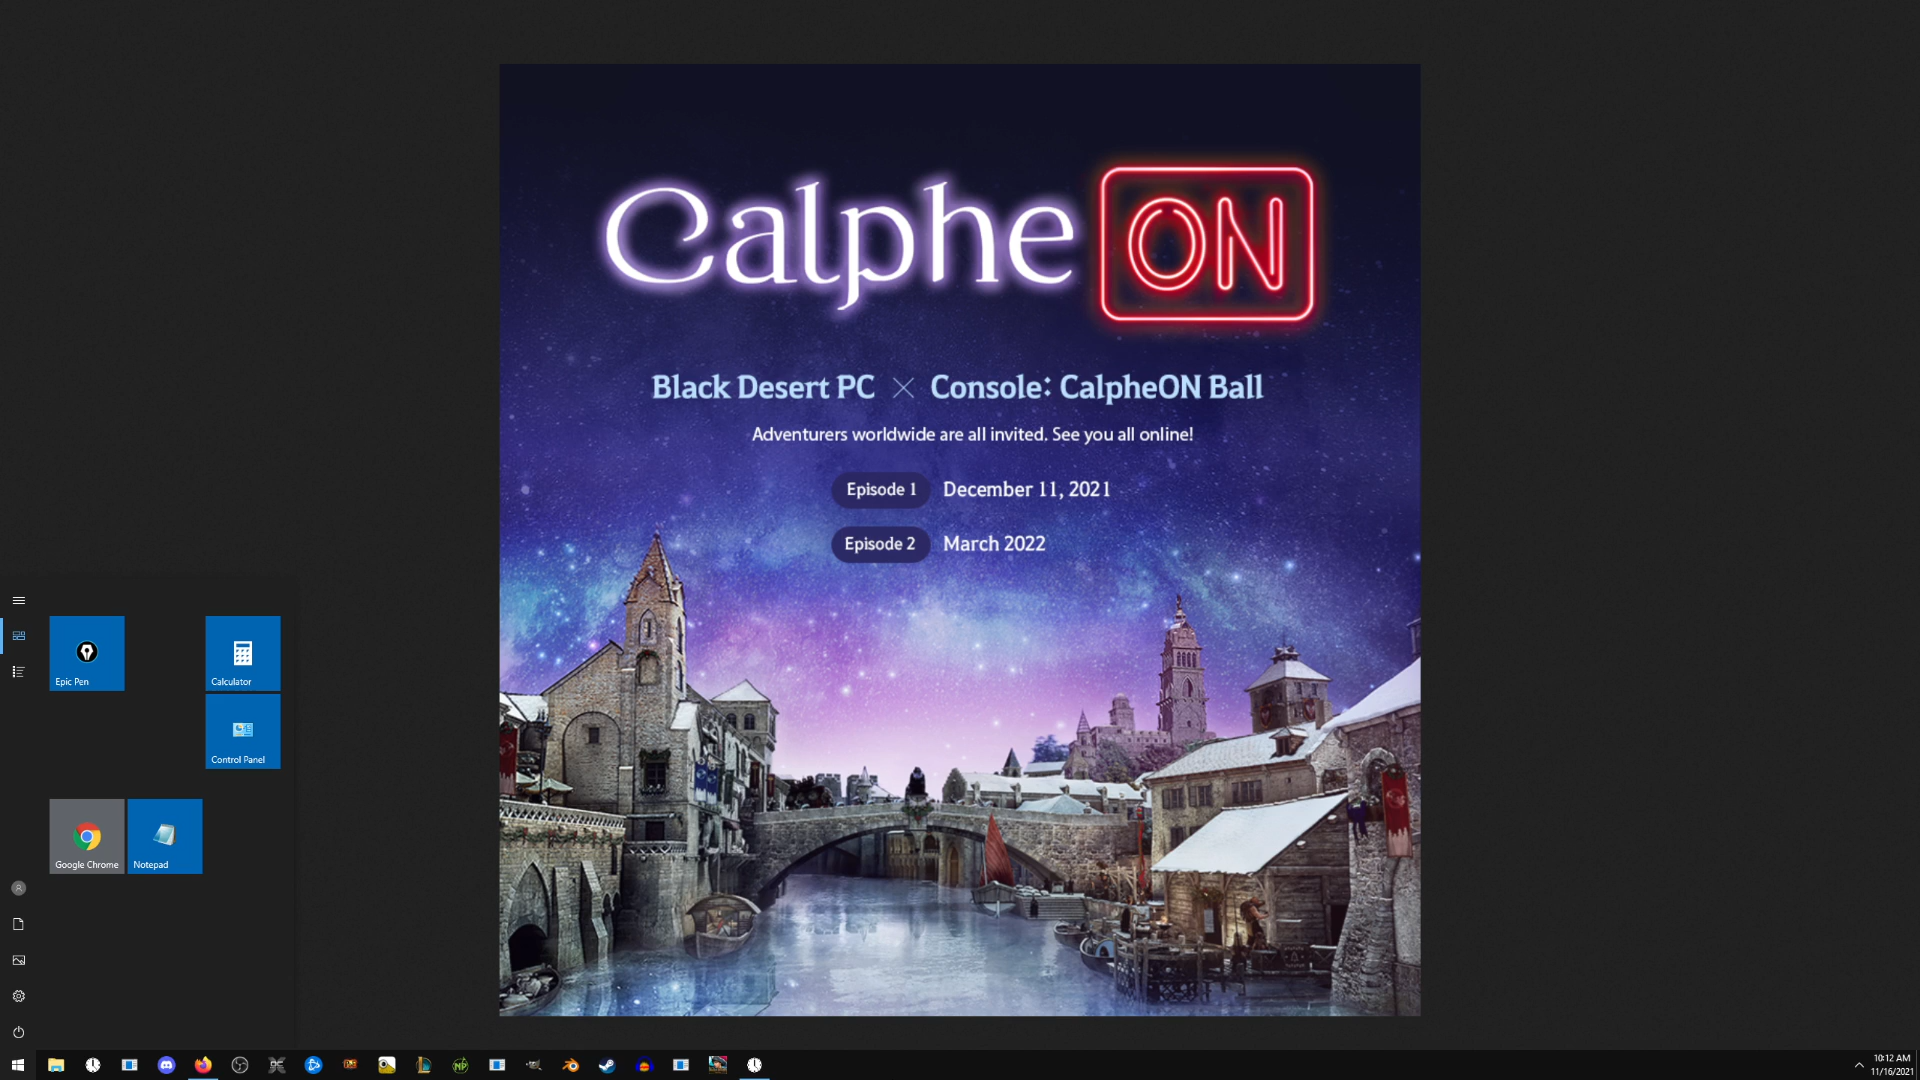 Calphe ON
Black Desert PC × Console: CalpheON Ball
Adventurers worldwide are all invited. See you all online!
Episode 1 December 11, 2021
Episode 2 March 2022
Epic Pen
Calculator
Control Panel
Google Chrome
Notepad
10:12 AM
11/16/2021